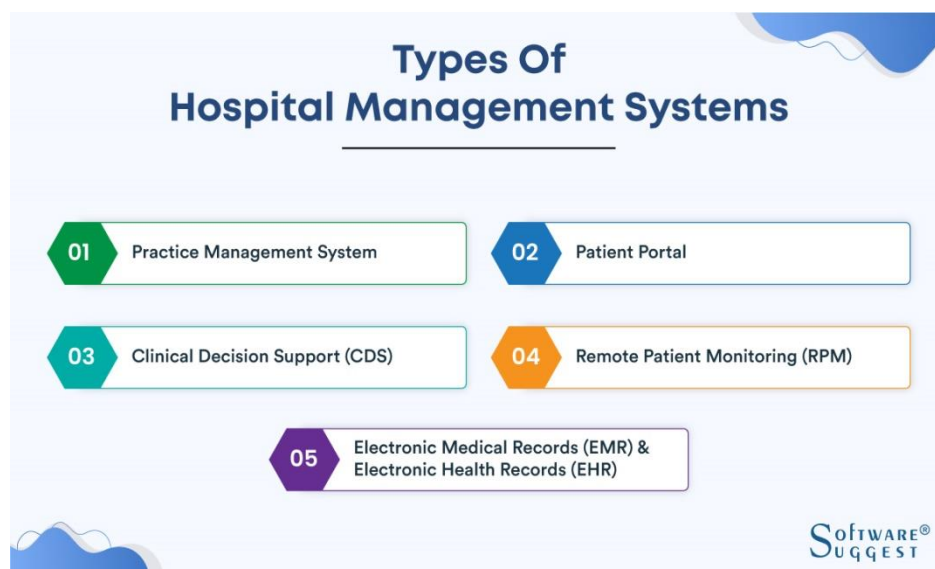 Types Of
Hospital Management Systems
01
Practice Management System
02
Patient Portal
03
Clinical Decision Support (CDS)
04
Remote Patient Monitoring (RPM)
05
Electronic Medical Records (EMR) &
Electronic Health Records (EHR)
SOFTWARE®
SUGGEST